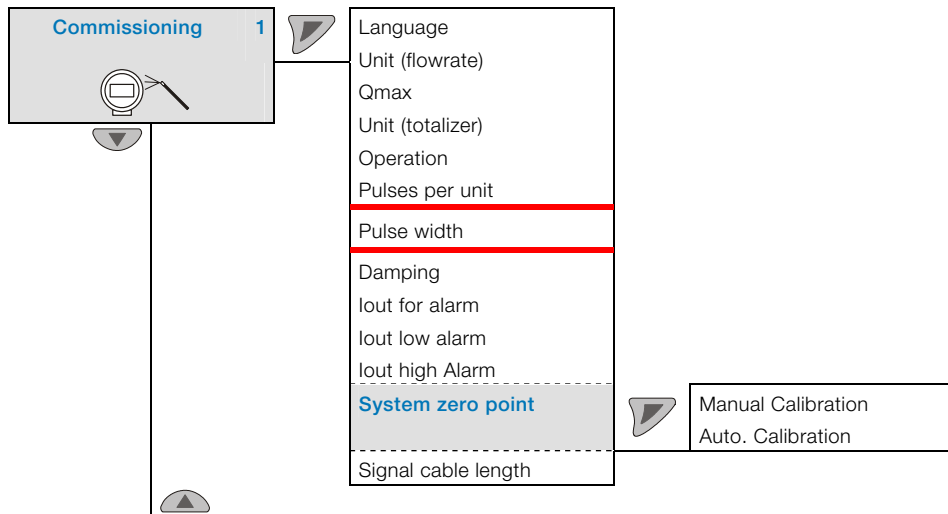 Commissioning 1
Language
Unit (flowrate)
Qmax
Unit (totalizer)
Operation
Pulses per unit
Pulse width
Damping
Iout for alarm
Iout low alarm
Iout high Alarm
System zero point
Manual Calibration
Auto. Calibration
Signal cable length